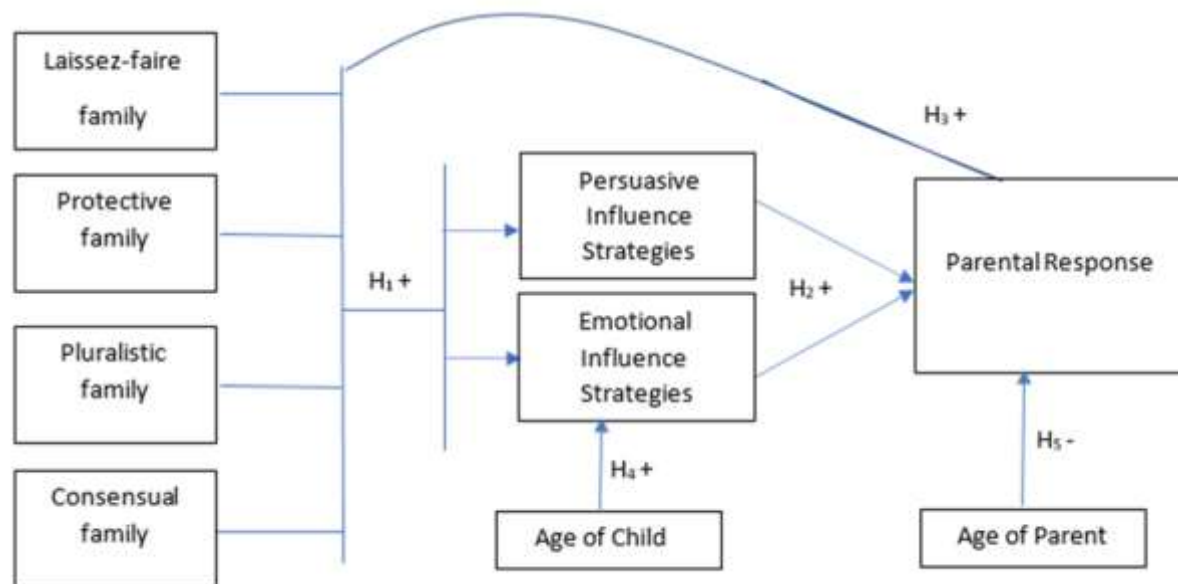 Laissez-faire
family
Protective
family
Pluralistic
family
Consensual
family
H₁ +
Persuasive
Influence
Strategies
Emotional
Influence
Strategies
H₄ +
Age of Child
H₂ +
H₃ +
Parental Response
H₅ -
Age of Parent